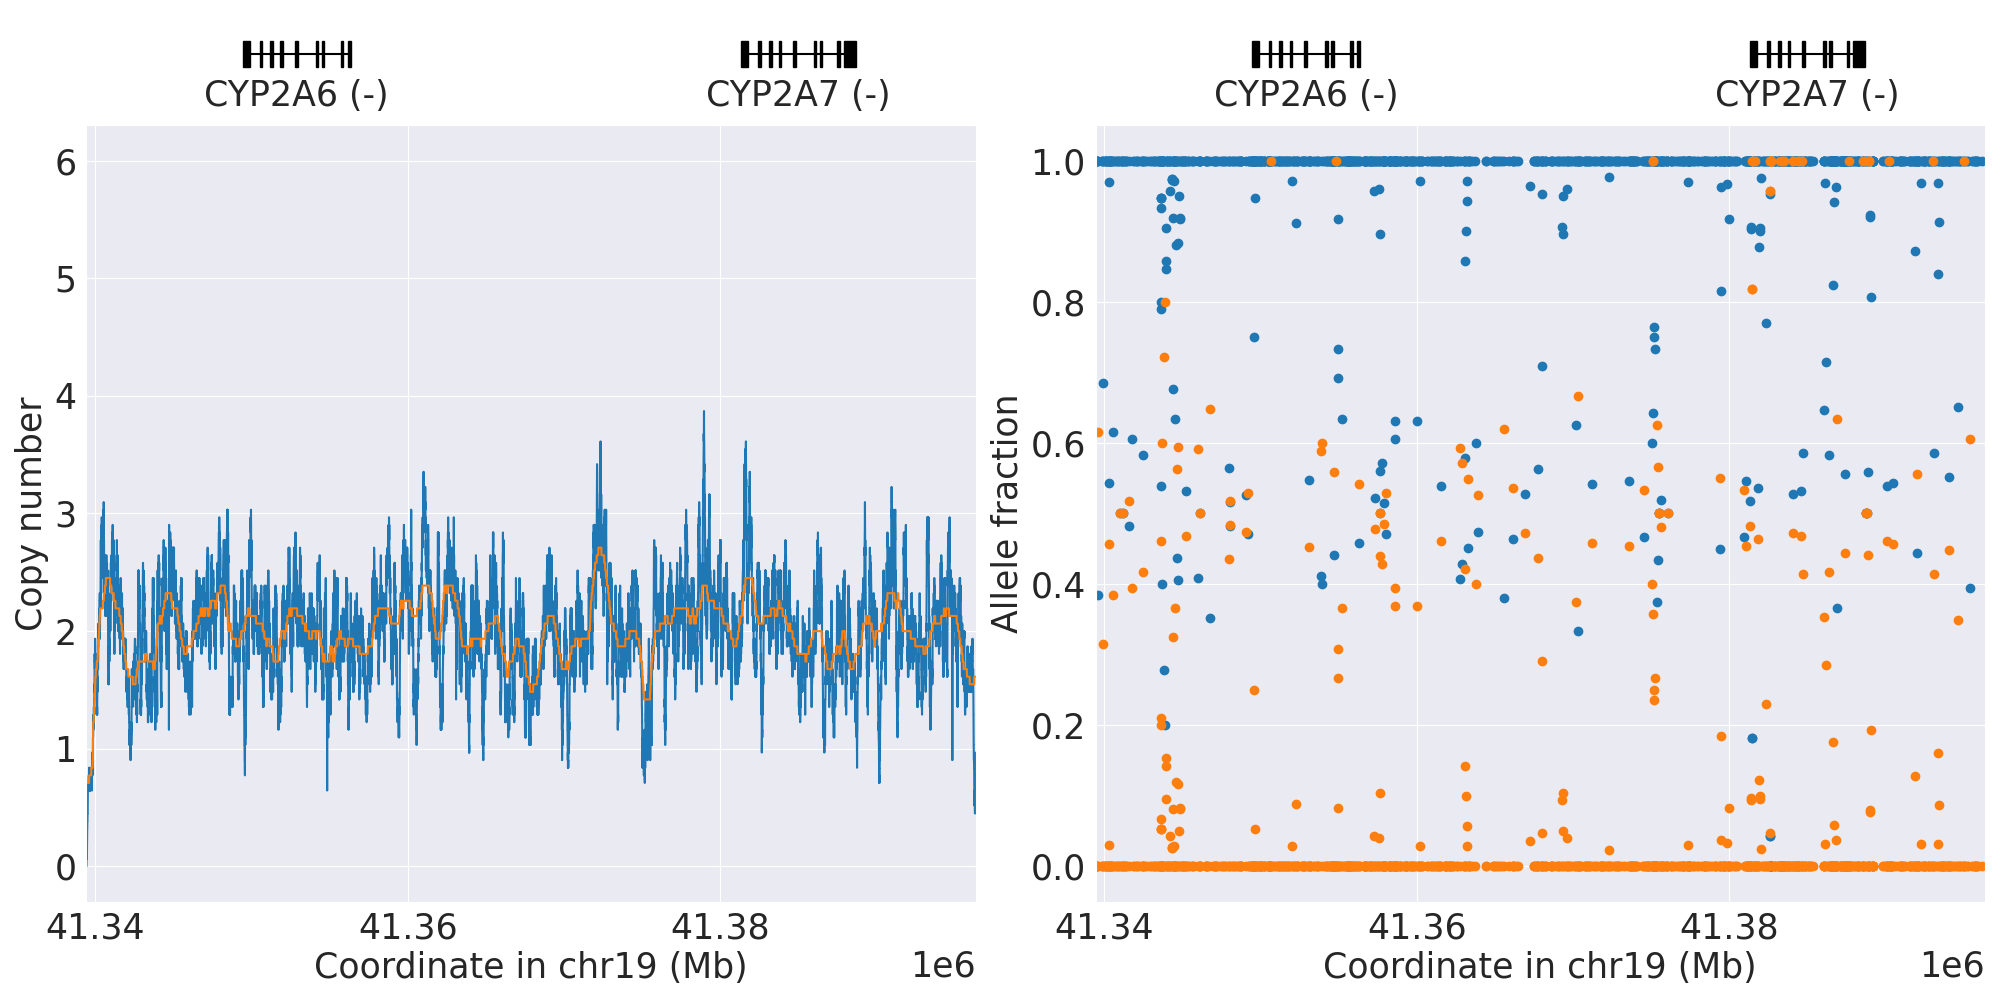 CYP2A6 (-) CYP2A7 (-) CYP2A6 (-) CYP2A7 (-)
6
5
4
3
2
1
0
Copy number
41.34 41.36 41.38
Coordinate in chr19 (Mb) 1e6
1.0
0.8
0.6
0.4
0.2
0.0
Allele fraction
41.34 41.36 41.38
Coordinate in chr19 (Mb) 1e6